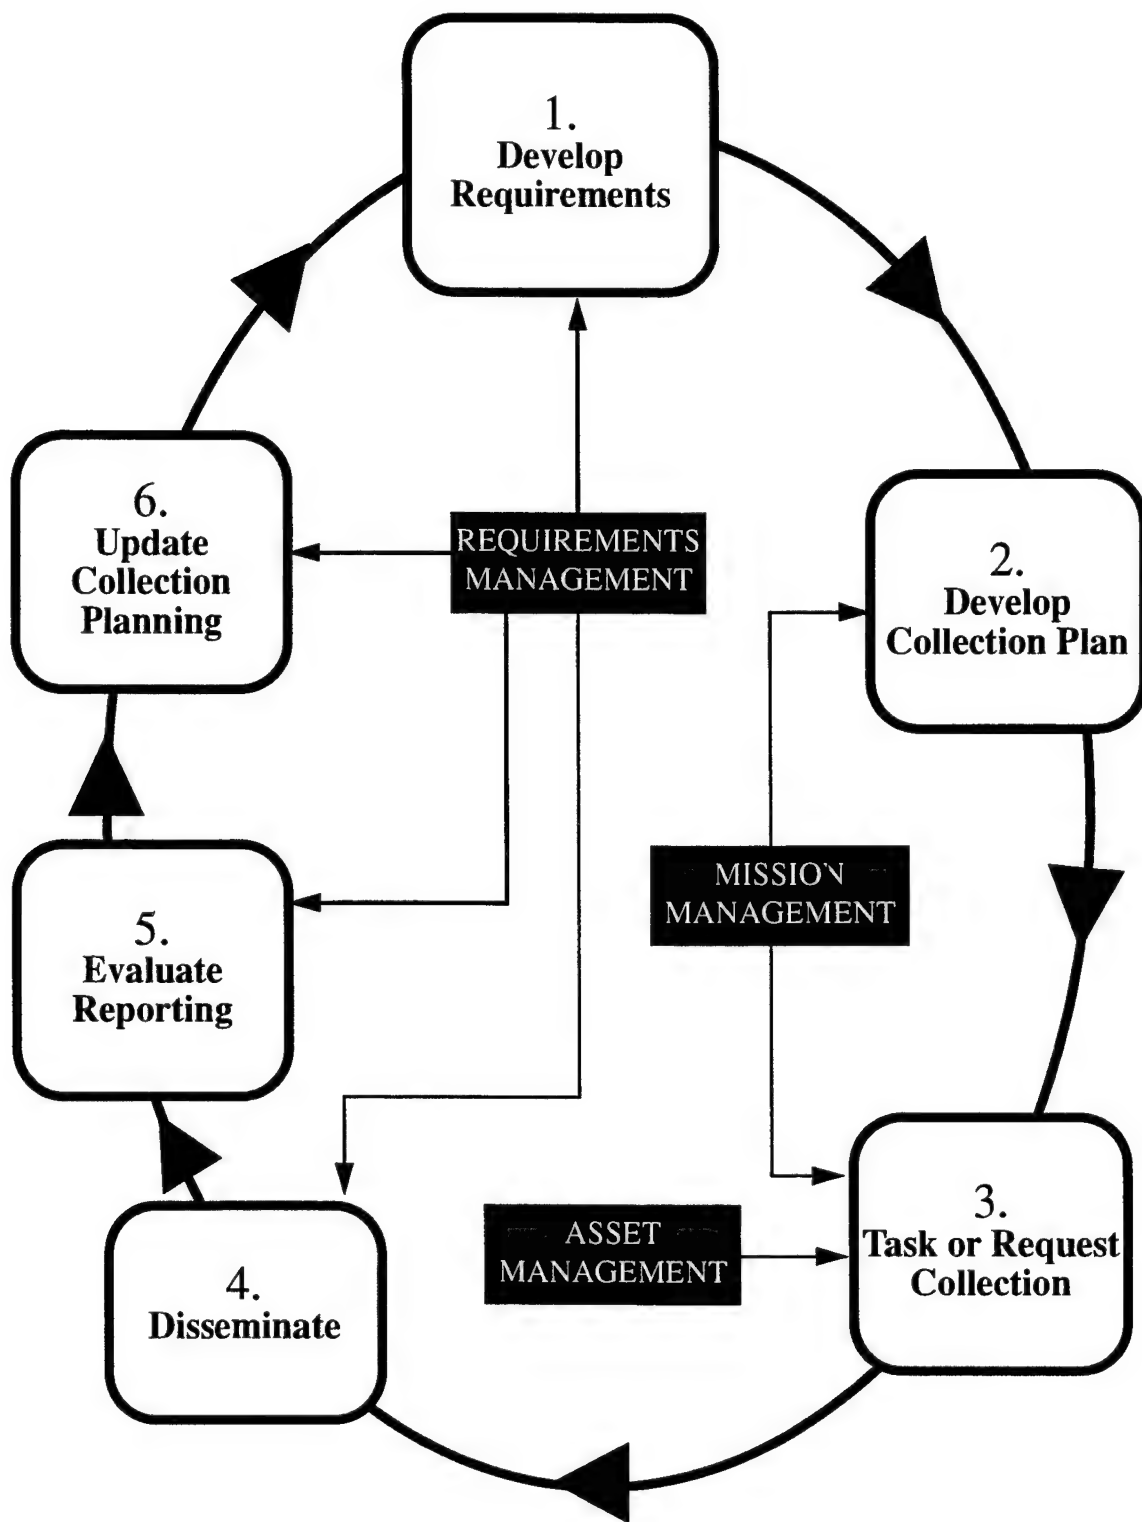 1.
Develop
Requirements
6.
Update
Collection
Planning
REQUIREMENTS
MANAGEMENT
2.
Develop
Collection Plan
MISSION
MANAGEMENT
5.
Evaluate
Reporting
3.
Task or Request
Collection
ASSET
MANAGEMENT
4.
Disseminate